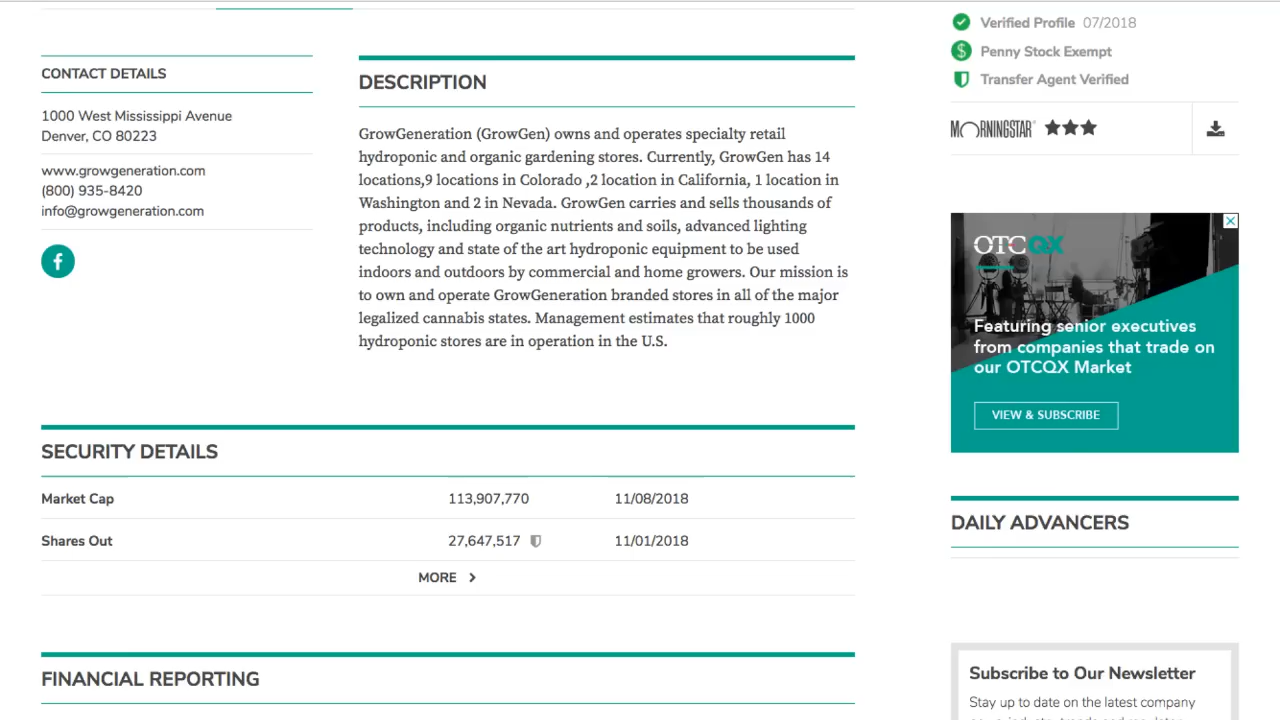 CONTACT DETAILS
1000 West Mississippi Avenue
Denver, CO 80223
www.growgeneration.com
(800) 935-8420
info@growgeneration.com
DESCRIPTION
GrowGeneration (GrowGen) owns and operates specialty retail
hydroponic and organic gardening stores. Currently, GrowGen has 14
locations,9 locations in Colorado ,2 location in California, 1 location in
Washington and 2 in Nevada. GrowGen carries and sells thousands of
products, including organic nutrients and soils, advanced lighting
technology and state of the art hydroponic equipment to be used
indoors and outdoors by commercial and home growers. Our mission is
to own and operate GrowGeneration branded stores in all of the major
legalized cannabis states. Management estimates that roughly 1000
hydroponic stores are in operation in the U.S.
SECURITY DETAILS
Market Cap 113,907,770 11/08/2018
Shares Out 27,647,517 11/01/2018
MORE
FINANCIAL REPORTING
Verified Profile 07/2018
Penny Stock Exempt
Transfer Agent Verified
MORNINGSTAR
OTCQX
Featuring senior executives
from companies that trade on
our OTCQX Market
VIEW & SUBSCRIBE
DAILY ADVANCERS
Subscribe to Our Newsletter
Stay up to date on the latest company